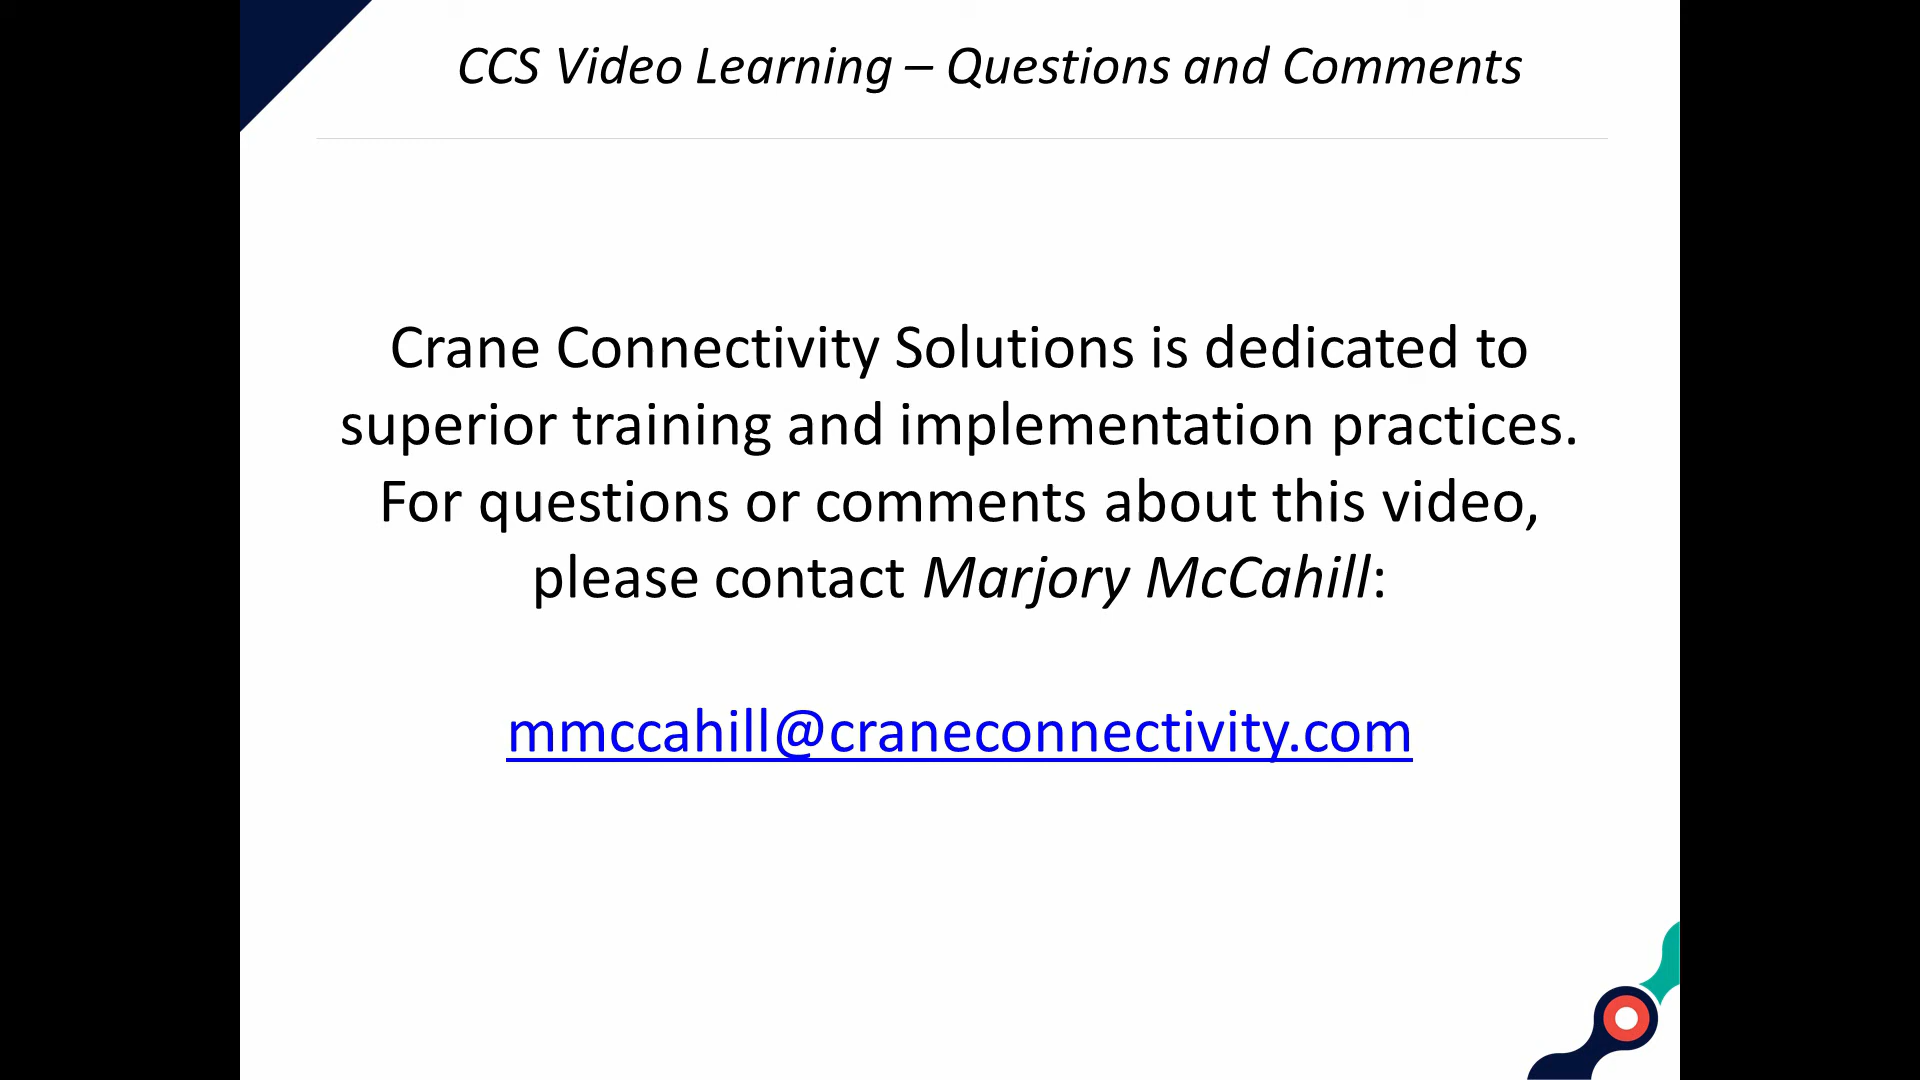 CCS Video Learning – Questions and Comments
Crane Connectivity Solutions is dedicated to
superior training and implementation practices.
For questions or comments about this video,
please contact Marjory McCahill:
mmccahill@craneconnectivity.com